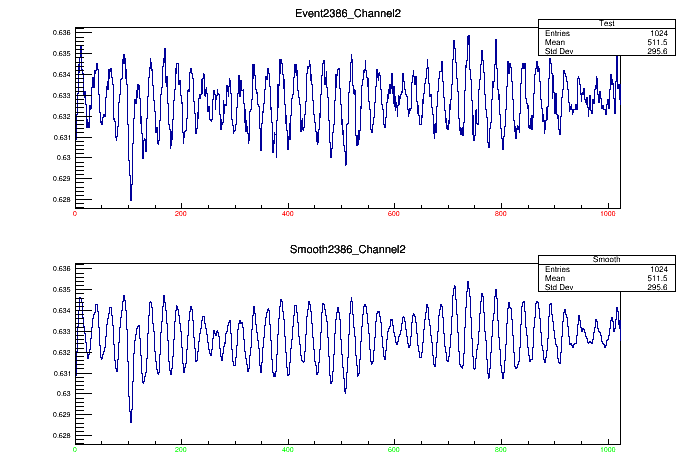 Event2386_Channel2
Test
Entries 1024
Mean 511.5
Std Dev 295.6
0.636
0.635
0.634
0.633
0.632
0.631
0.63
0.629
0.628
0 200 400 600 800 1000
Smooth2386_Channel2
Smooth
Entries 1024
Mean 511.5
Std Dev 295.6
0.636
0.635
0.634
0.633
0.632
0.631
0.63
0.629
0.628
0 200 400 600 800 1000